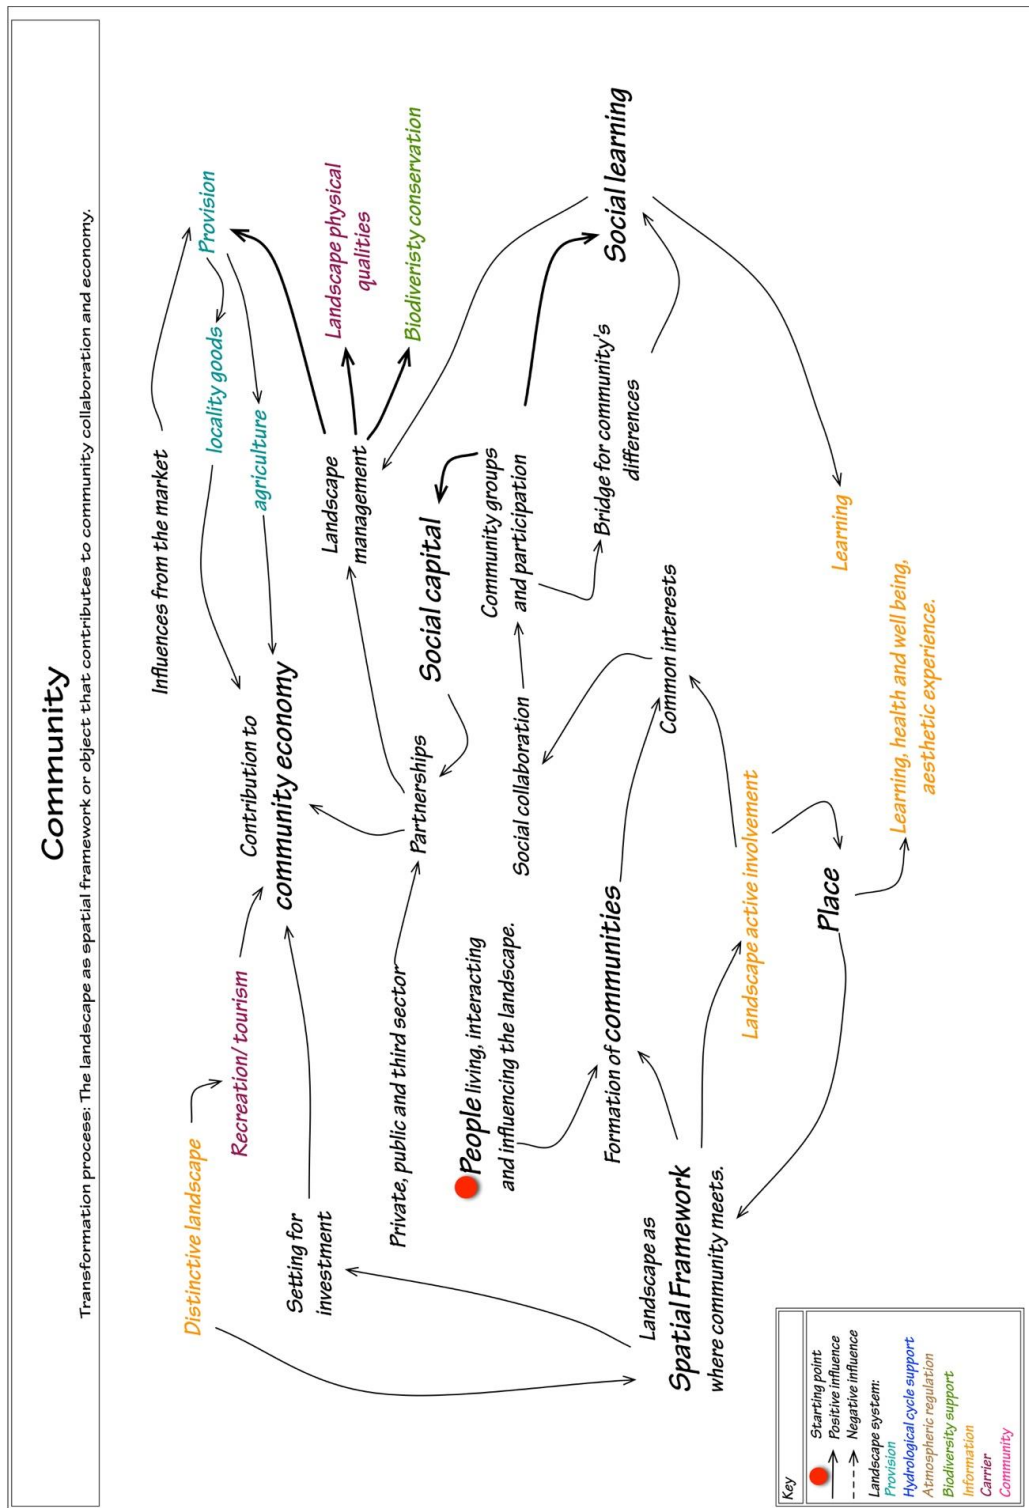 Community
Transformation process: The landscape as spatial framework or object that contributes to community collaboration and economy.
Distinctive landscape
Recreation/ tourism
Setting for
investment
Contribution to
community economy
Influences from the market
Provision
locality goods
agriculture
Landscape
management
Landscape physical
qualities
Biodiveristy conservation
Private, public and third sector
Partnerships
Social capital
People living, interacting
and influencing the landscape.
Social collaboration
Community groups
and participation
Bridge for community's
differences
Social learning
Formation of communities
Common interests
Landscape as
Spatial Framework
where community meets.
Landscape active involvement
Place
Learning
Learning, health and well being,
aesthetic experience.
Key
Starting point
Positive influence
Negative influence
Landscape system:
Provision
Hydrological cycle support
Atmospheric regulation
Biodiversity support
Information
Carrier
Community